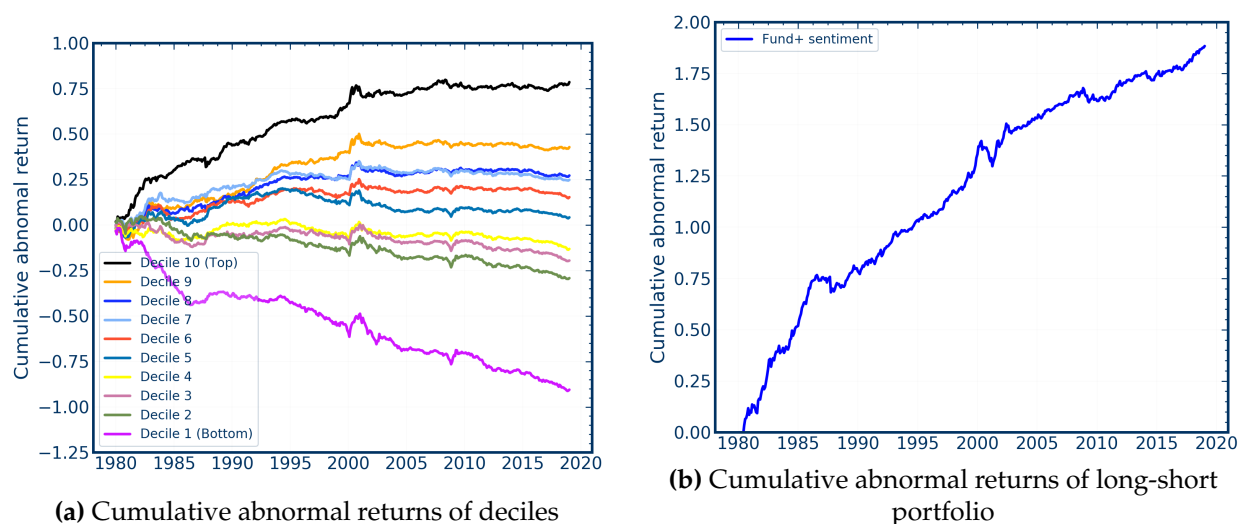 1.00
0.75
0.50
0.25
0.00
−0.25
−0.50
−0.75
−1.00
−1.25
Cumulative abnormal return
Decile 10 (Top)
Decile 9
Decile 8
Decile 7
Decile 6
Decile 5
Decile 4
Decile 3
Decile 2
Decile 1 (Bottom)
1980 1985 1990 1995 2000 2005 2010 2015 2020
(a) Cumulative abnormal returns of deciles
2.00
1.75
1.50
1.25
1.00
0.75
0.50
0.25
0.00
Cumulative abnormal return
Fund+ sentiment
1980 1985 1990 1995 2000 2005 2010 2015 2020
(b) Cumulative abnormal returns of long-short
portfolio